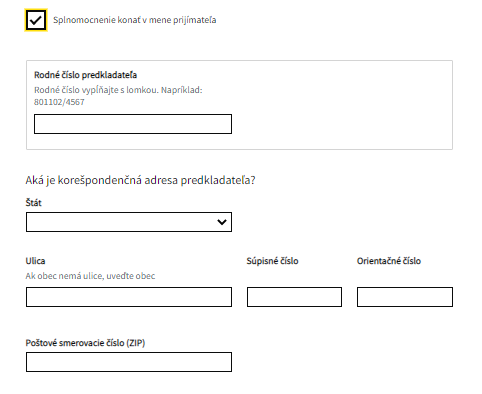 Splnomocnenie konať v mene prijímateľa
Rodné číslo predkladateľa
Rodné číslo vypĺňajte s lomkou. Napríklad:
801102/4567
Aká je korešpondenčná adresa predkladateľa?
Štát
Ulica
Súpisné číslo
Orientačné číslo
Ak obec nemá ulice, uveďte obec
Poštové smerovacie číslo (ZIP)